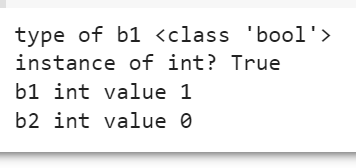 type of b1 <class 'bool'>
instance of int? True
b1 int value 1
b2 int value 0